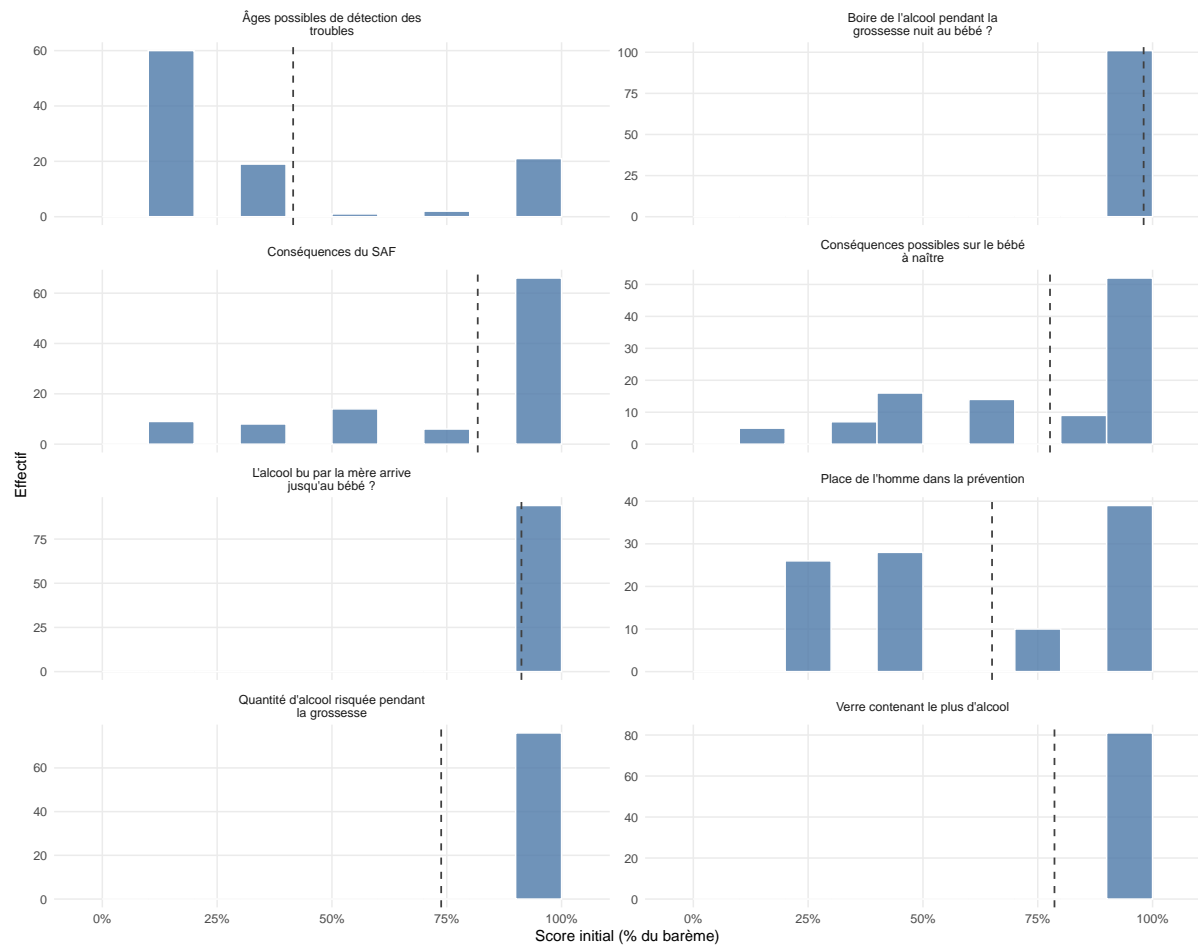 Âges possibles de détection des
troubles
60
40
20
0
Boire de l'alcool pendant la
grossesse nuit au bébé ?
100
75
50
25
0
Conséquences du SAF
60
40
20
0
Conséquences possibles sur le bébé
à naître
50
40
30
20
10
0
Effectif
L'alcool bu par la mère arrive
jusqu'au bébé ?
75
50
25
0
Place de l'homme dans la prévention
40
30
20
10
0
Quantité d'alcool risquée pendant
la grossesse
60
40
20
0
Verre contenant le plus d'alcool
80
60
40
20
0
0% 25% 50% 75% 100%
0% 25% 50% 75% 100%
Score initial (% du barème)